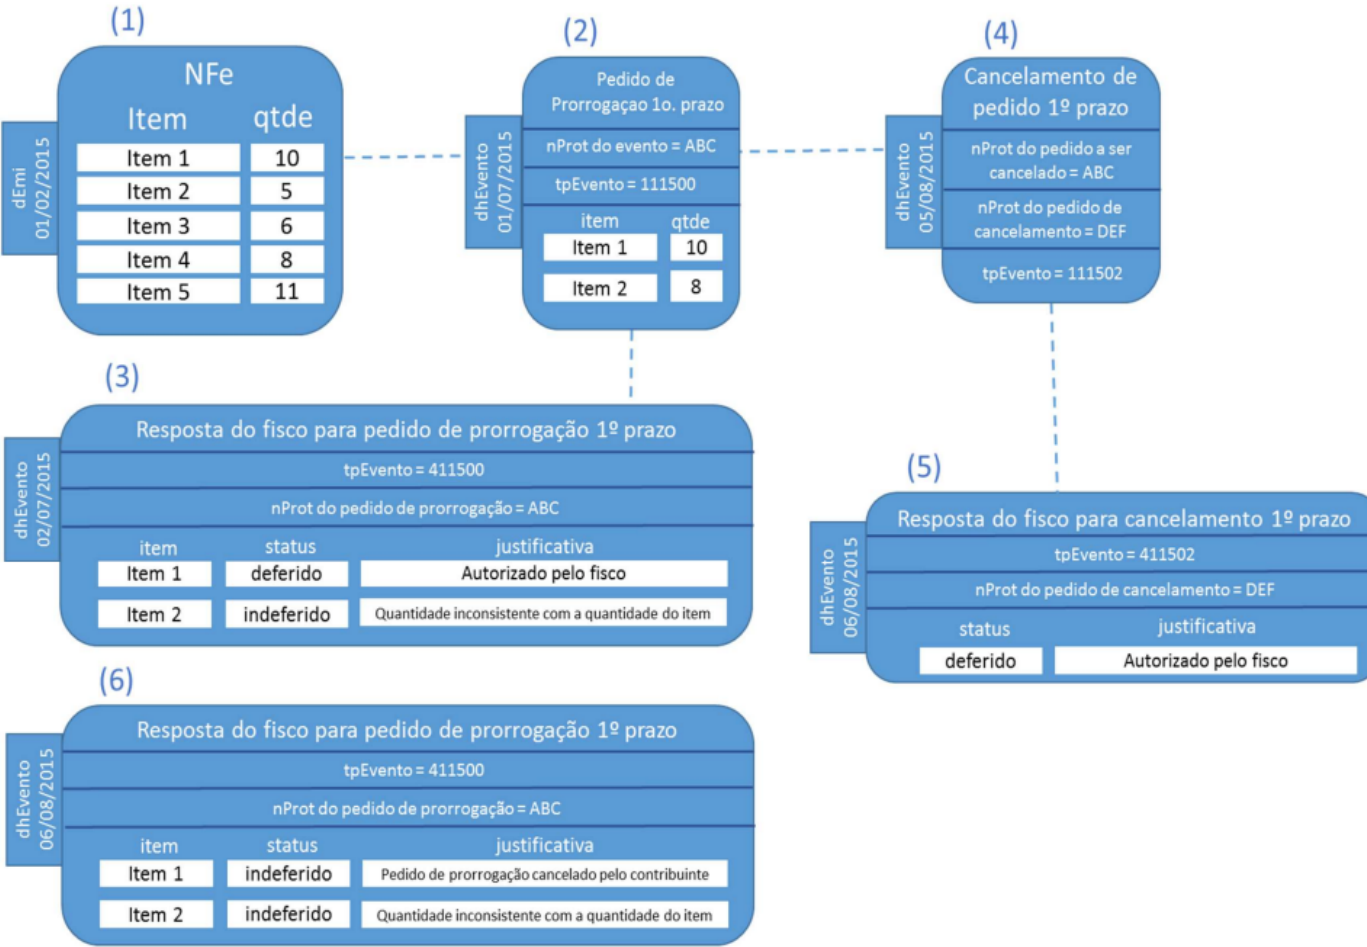 (1)
NFe
dEmi
01/02/2015
Item qtde
Item 1 10
Item 2 5
Item 3 6
Item 4 8
Item 5 11
(2)
Pedido de
Prorrogaçao 1o. prazo
dhEvento
01/07/2015
nProt do evento = ABC
tpEvento = 111500
item qtde
Item 1 10
Item 2 8
(4)
Cancelamento de
pedido 1º prazo
dhEvento
05/08/2015
nProt do pedido a ser
cancelado = ABC
nProt do pedido de
cancelamento = DEF
tpEvento = 111502
(3)
Resposta do fisco para pedido de prorrogação 1º prazo
dhEvento
02/07/2015
tpEvento = 411500
nProt do pedido de prorrogação = ABC
item status justificativa
Item 1 deferido Autorizado pelo fisco
Item 2 indeferido Quantidade inconsistente com a quantidade do item
(5)
Resposta do fisco para cancelamento 1º prazo
dhEvento
06/08/2015
tpEvento = 411502
nProt do pedido de cancelamento = DEF
status justificativa
deferido Autorizado pelo fisco
(6)
Resposta do fisco para pedido de prorrogação 1º prazo
dhEvento
06/08/2015
tpEvento = 411500
nProt do pedido de prorrogação = ABC
item status justificativa
Item 1 indeferido Pedido de prorrogação cancelado pelo contribuinte
Item 2 indeferido Quantidade inconsistente com a quantidade do item